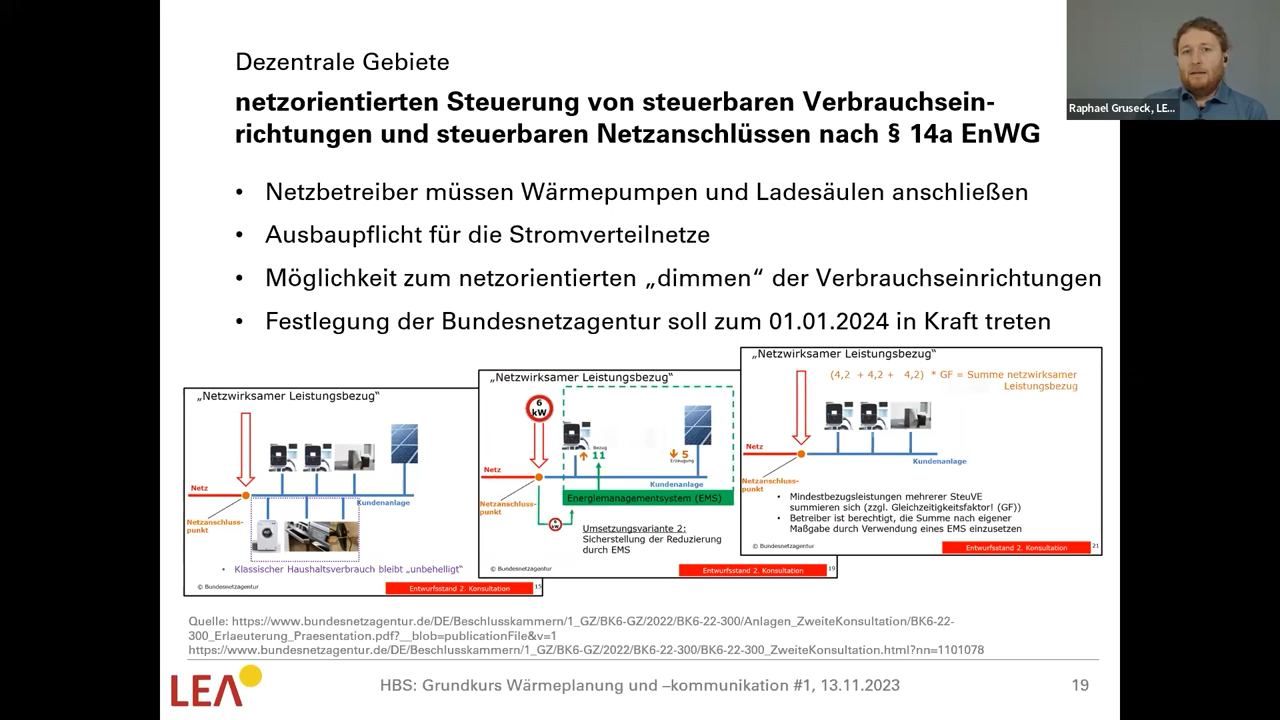 Dezentrale Gebiete
netzorientierten Steuerung von steuerbaren Verbrauchsein-
richtungen und steuerbaren Netzanschlüssen nach § 14a EnWG
Raphael Gruseck, LE...
• Netzbetreiber müssen Wärmepumpen und Ladesäulen anschließen
• Ausbaupflicht für die Stromverteilnetze
• Möglichkeit zum netzorientierten „dimmen“ der Verbrauchseinrichtungen
• Festlegung der Bundesnetzagentur soll zum 01.01.2024 in Kraft treten
„Netzwirksamer Leistungsbezug“
Netz
Netzanschluss-
punkt
Kundenanlage
• Klassischer Haushaltsverbrauch bleibt „unbehelligt“
© Bundesnetzagentur
Entwurfsstand 2. Konsultation
15
„Netzwirksamer Leistungsbezug“
6
kW
Bezug
11
5
Erzeugung
Netz
Kundenanlage
Netzanschluss-
punkt
Energiemanagementsystem (EMS)
Umsetzungsvariante 2:
Sicherstellung der Reduzierung
durch EMS
© Bundesnetzagentur
Entwurfsstand 2. Konsultation
19
„Netzwirksamer Leistungsbezug“
(4,2 + 4,2 + 4,2) * GF = Summe netzwirksamer
Leistungsbezug
Netz
Kundenanlage
Netzanschluss-
punkt
• Mindestbezugsleistungen mehrerer SteuVE
summieren sich (zzgl. Gleichzeitigkeitsfaktor! (GF))
• Betreiber ist berechtigt, die Summe nach eigener
Maßgabe durch Verwendung eines EMS einzusetzen
© Bundesnetzagentur
Entwurfsstand 2. Konsultation
21
Quelle: https://www.bundesnetzagentur.de/DE/Beschlusskammern/1_GZ/BK6-GZ/2022/BK6-22-300/Anlagen_ZweiteKonsultation/BK6-22-
300_Erlaeuterung_Praesentation.pdf?__blob=publicationFile&v=1
https://www.bundesnetzagentur.de/DE/Beschlusskammern/1_GZ/BK6-GZ/2022/BK6-22-300/BK6-22-300_ZweiteKonsultation.html?nn=1101078
LEA
HBS: Grundkurs Wärmeplanung und –kommunikation #1, 13.11.2023
19